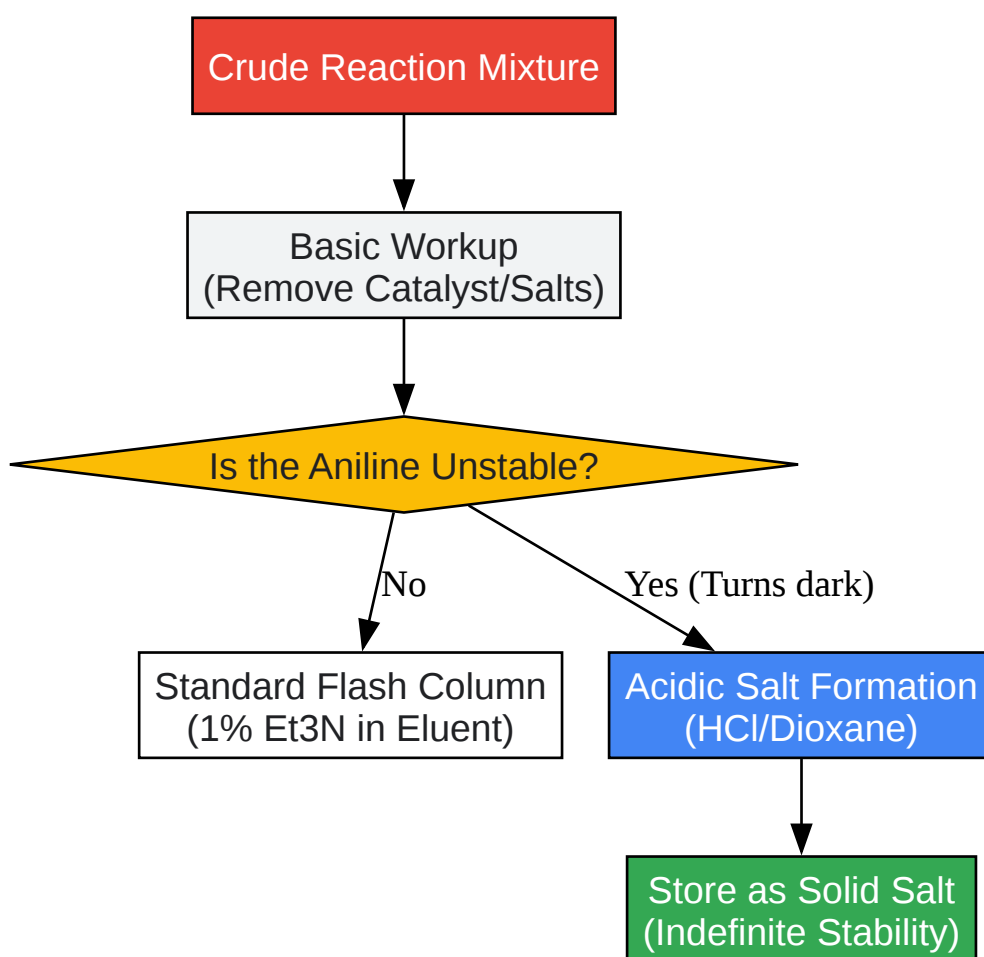 Crude Reaction Mixture
Basic Workup
(Remove Catalyst/Salts)
Is the Aniline Unstable?
No
Yes (Turns dark)
Standard Flash Column
(1% Et3N in Eluent)
Acidic Salt Formation
(HCl/Dioxane)
Store as Solid Salt
(Indefinite Stability)